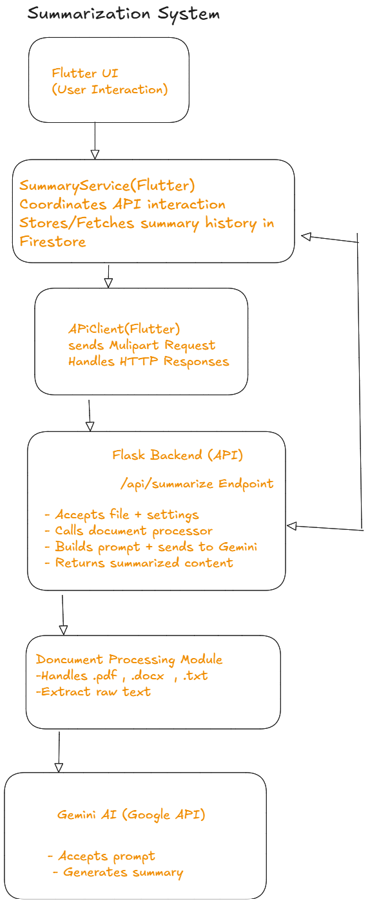 Summarization System
Flutter UI
(User Interaction)
SummaryService(Flutter)
Coordinates API interaction
Stores/Fetches summary history in
Firestore
APiClient(Flutter)
sends Mulipart Request
Handles HTTP Responses
Flask Backend (API)
/api/summarize Endpoint
- Accepts file + settings
- Calls document processor
- Builds prompt + sends to Gemini
- Returns summarized content
Doncument Processing Module
-Handles .pdf , .docx , .txt
-Extract raw text
Gemini AI (Google API)
- Accepts prompt
- Generates summary